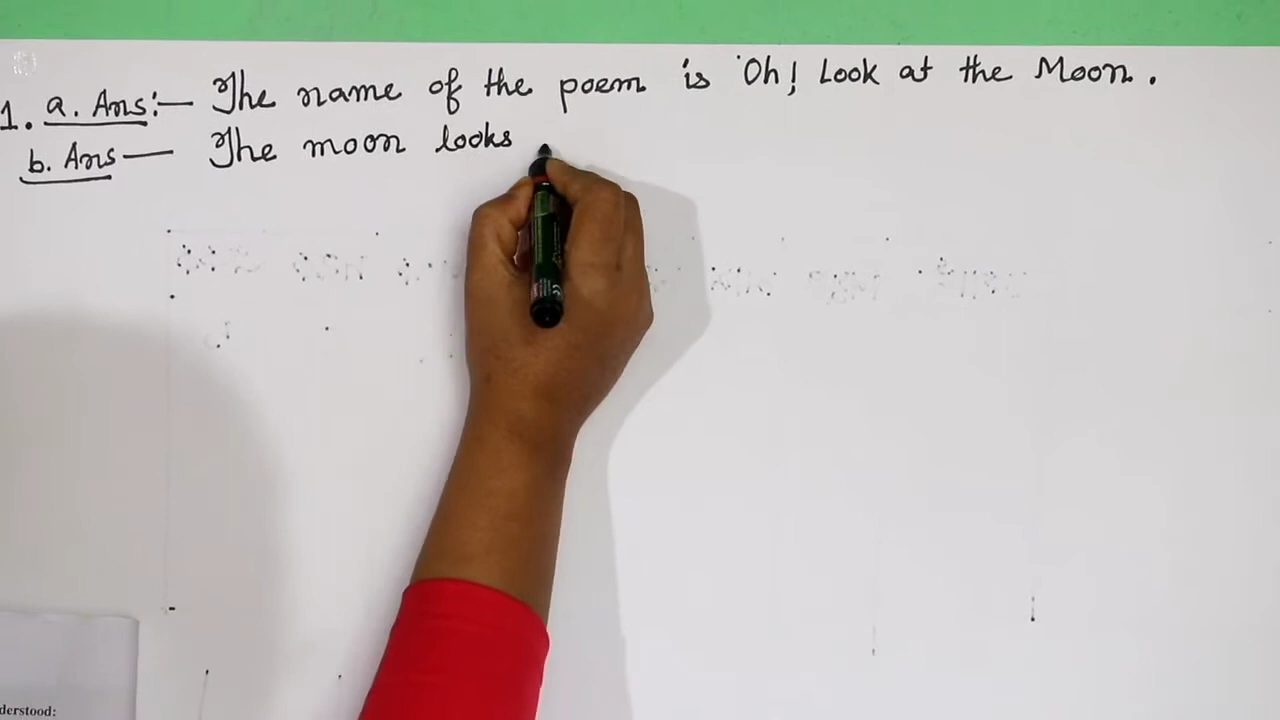 1. a. Ans:— The name of the poem is 'Oh! Look at the Moon.
b. Ans — The moon looks
derstood: